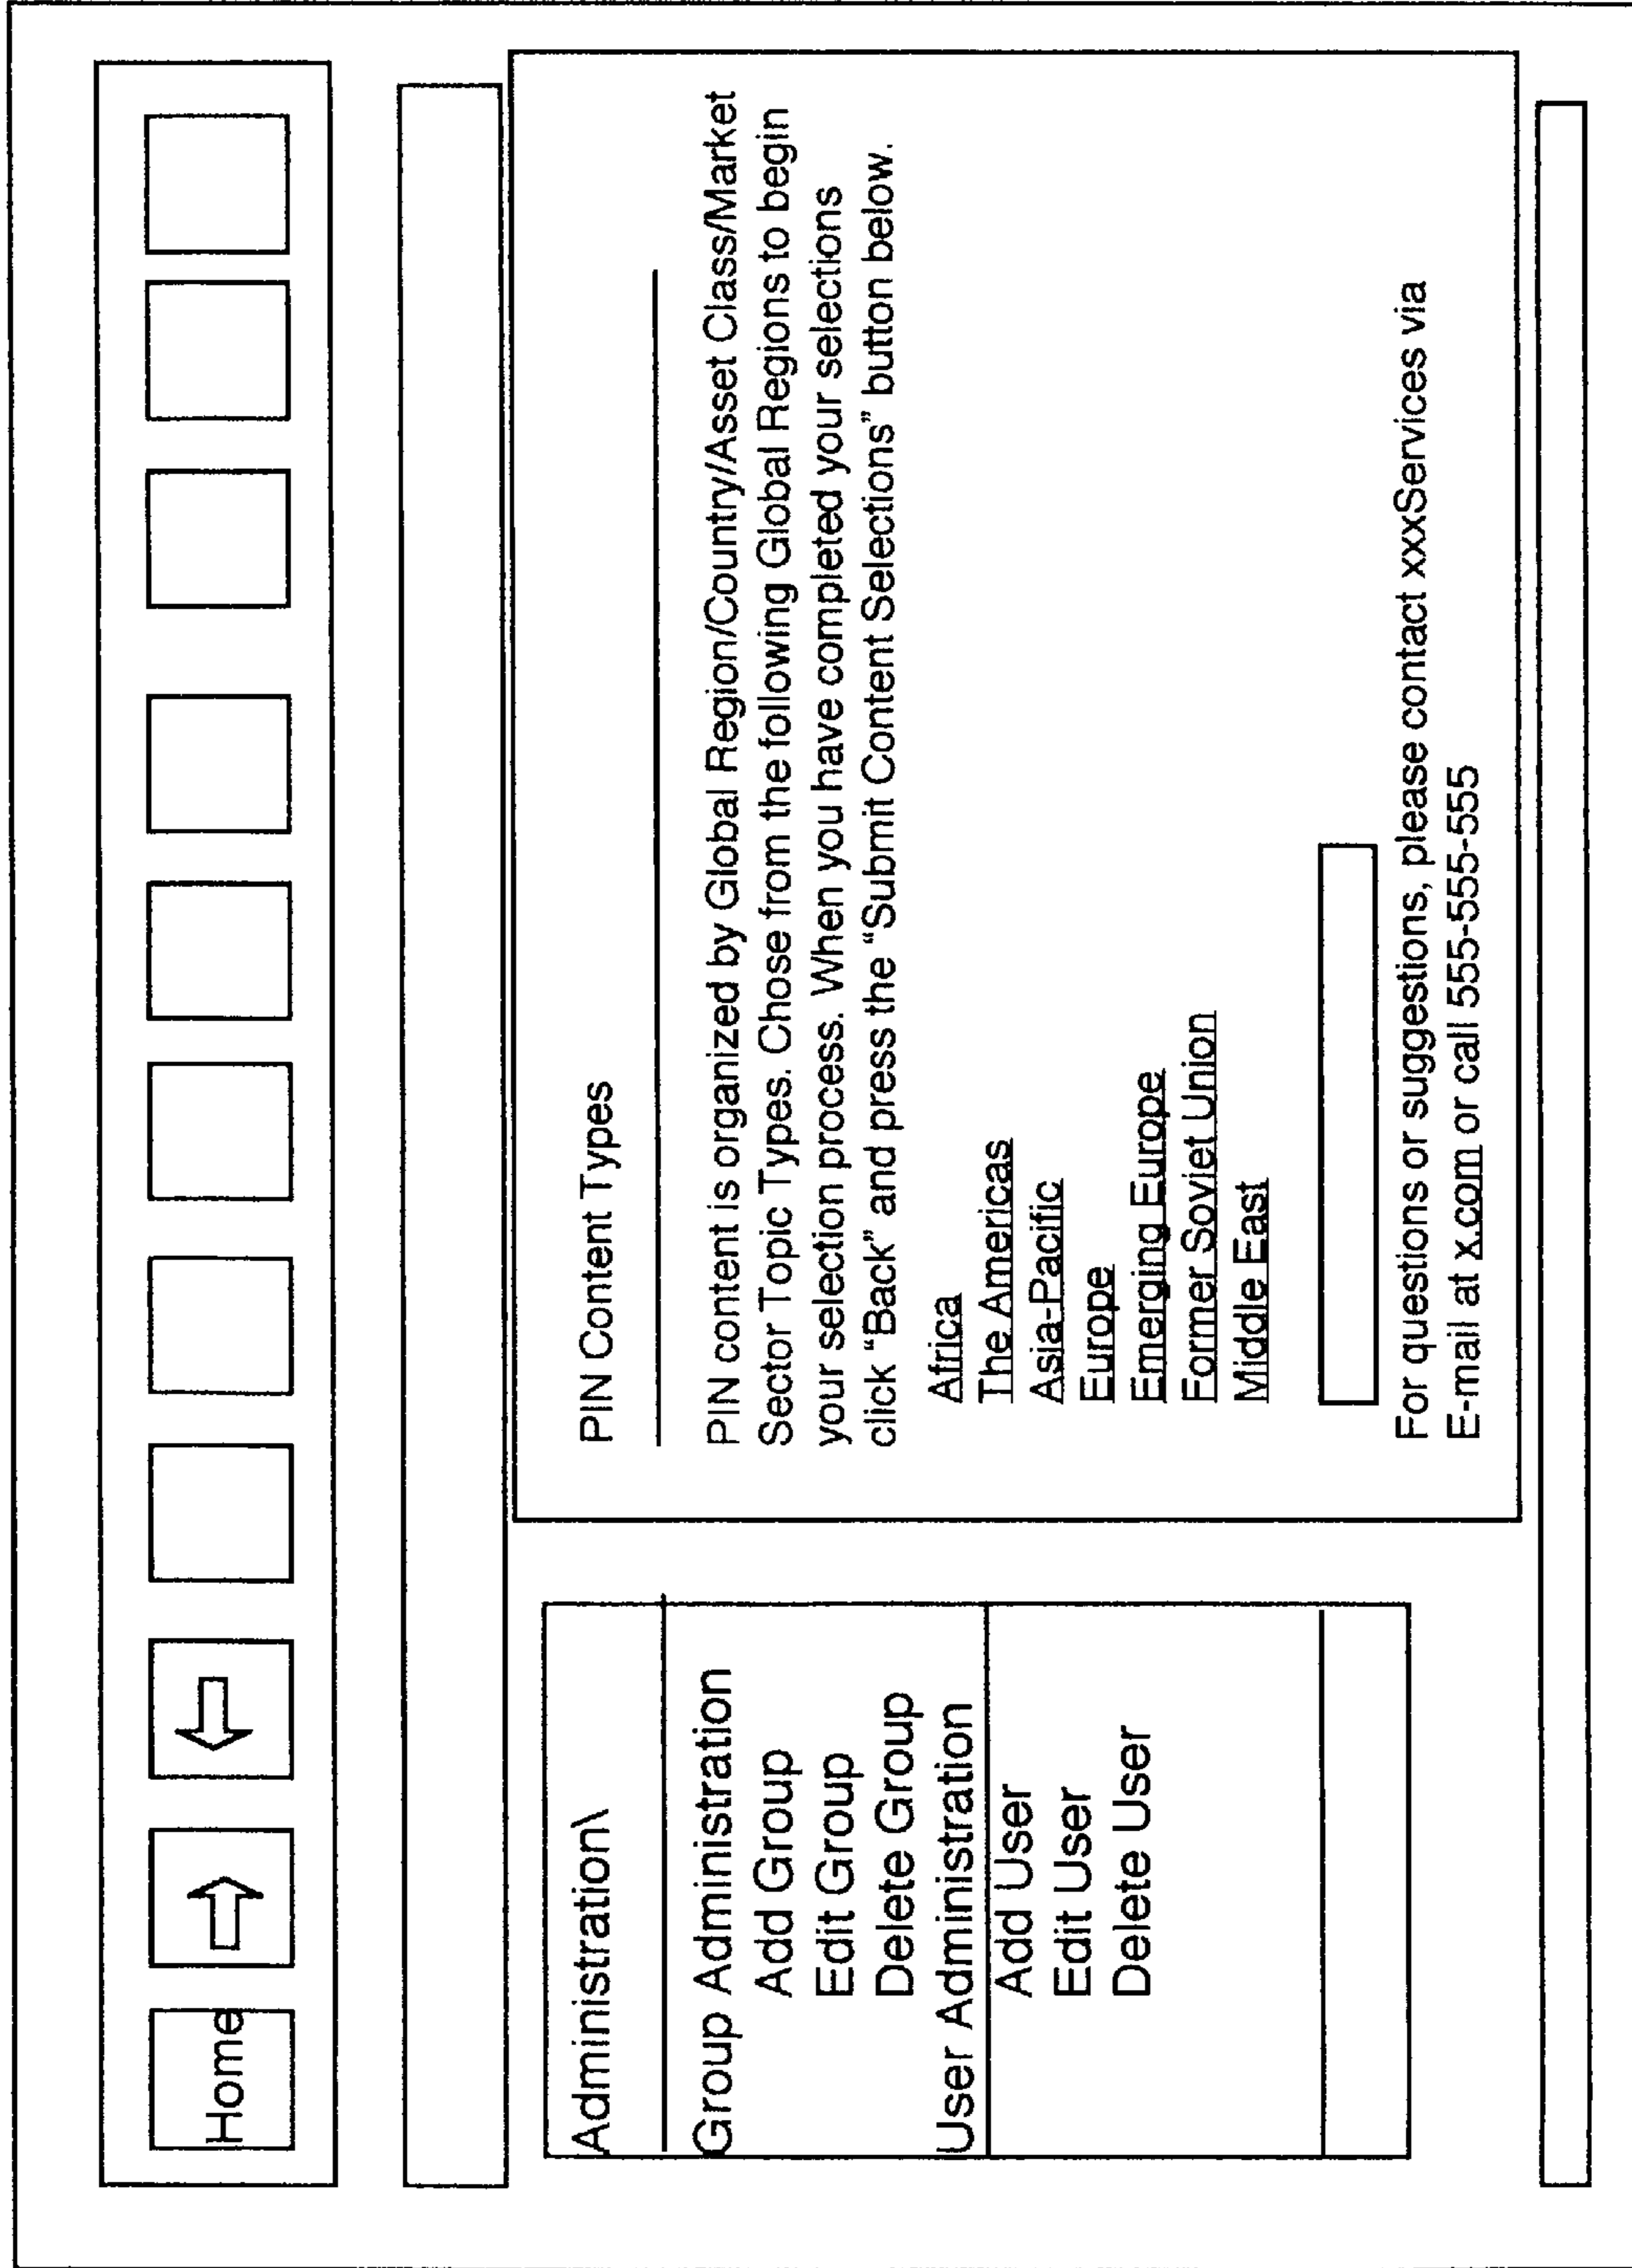 Home
Administration\
Group Administration
Add Group
Edit Group
Delete Group
User Administration
Add User
Edit User
Delete User
PIN Content Types
PIN content is organized by Global Region/Country/Asset Class/Market
Sector Topic Types. Chose from the following Global Regions to begin
your selection process. When you have completed your selections
click “Back” and press the “Submit Content Selections” button below.
Africa
The Americas
Asia-Pacific
Europe
Emerging Europe
Former Soviet Union
Middle East
For questions or suggestions, please contact xxxServices via
E-mail at x.com or call 555-555-555